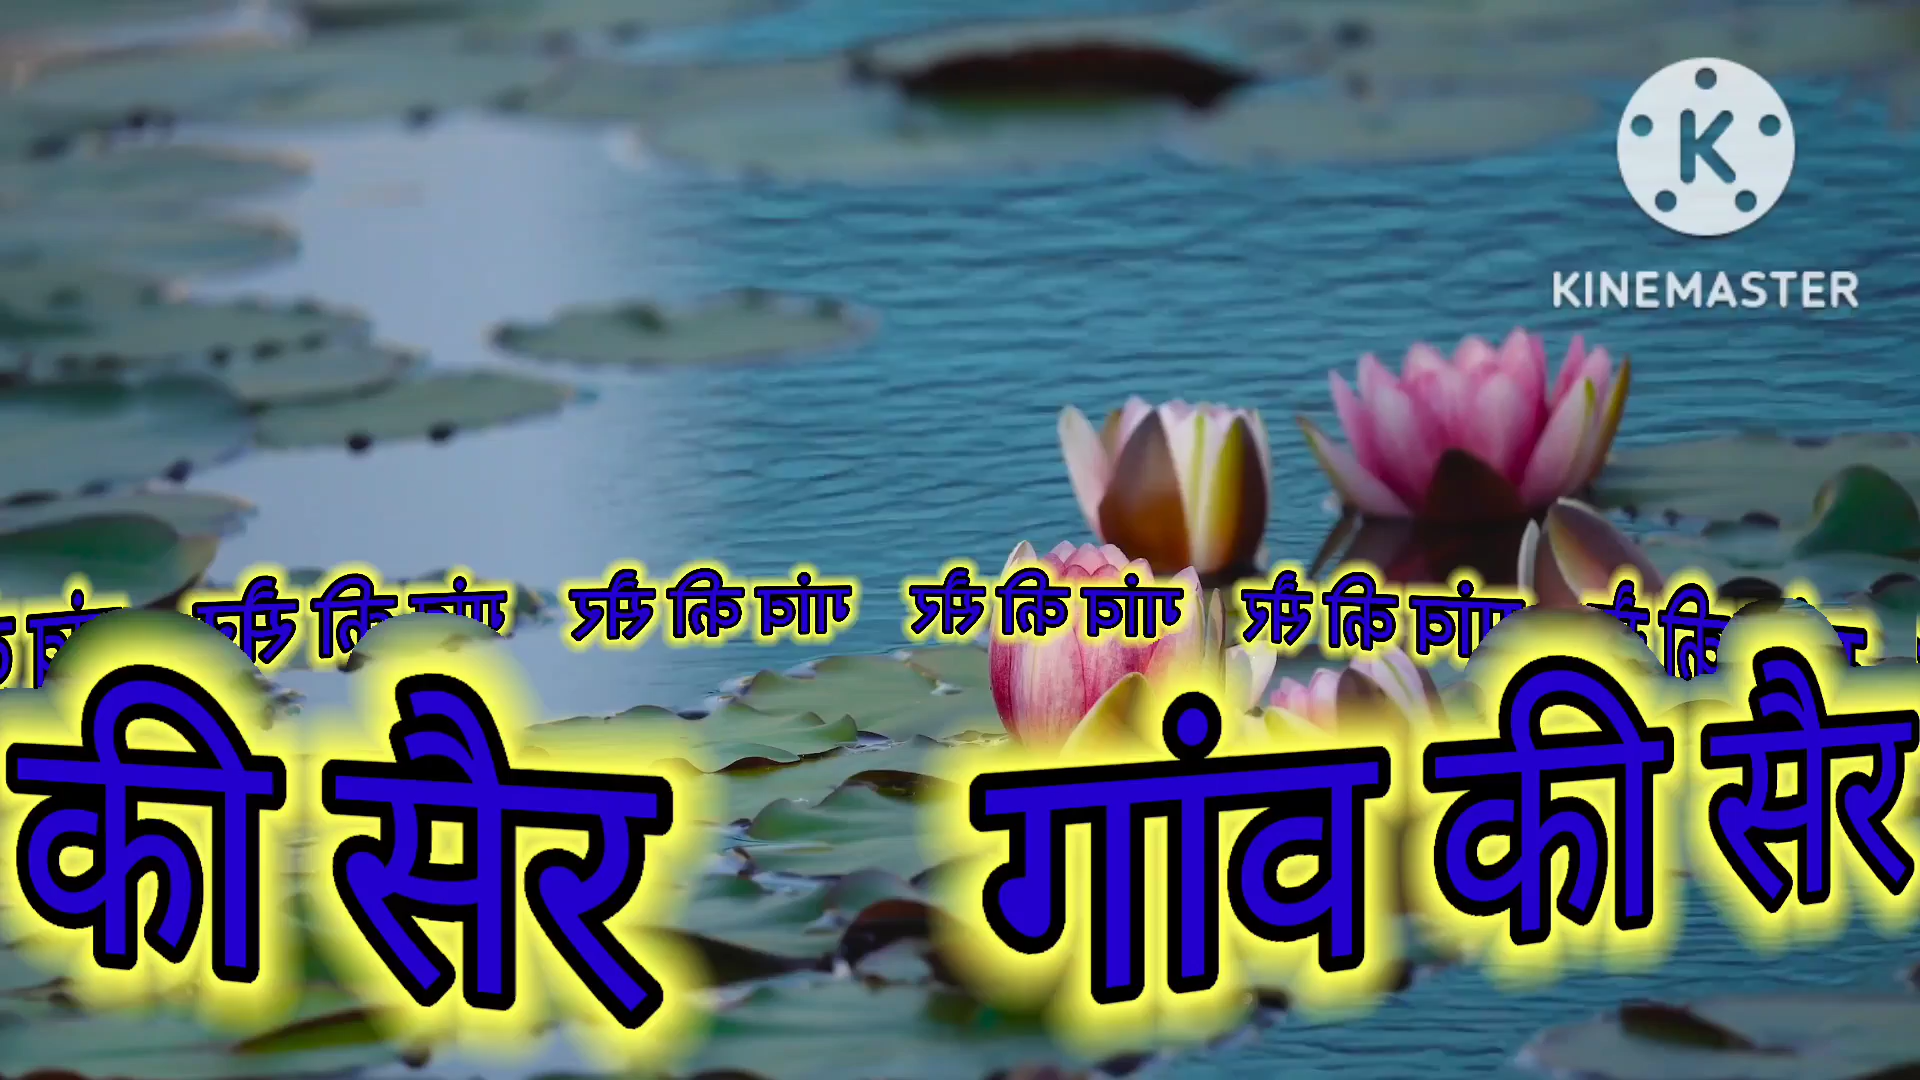 K
KINEMASTER
गांव की सैर गांव की सैर गांव की सैर
की सैर गांव की सैर